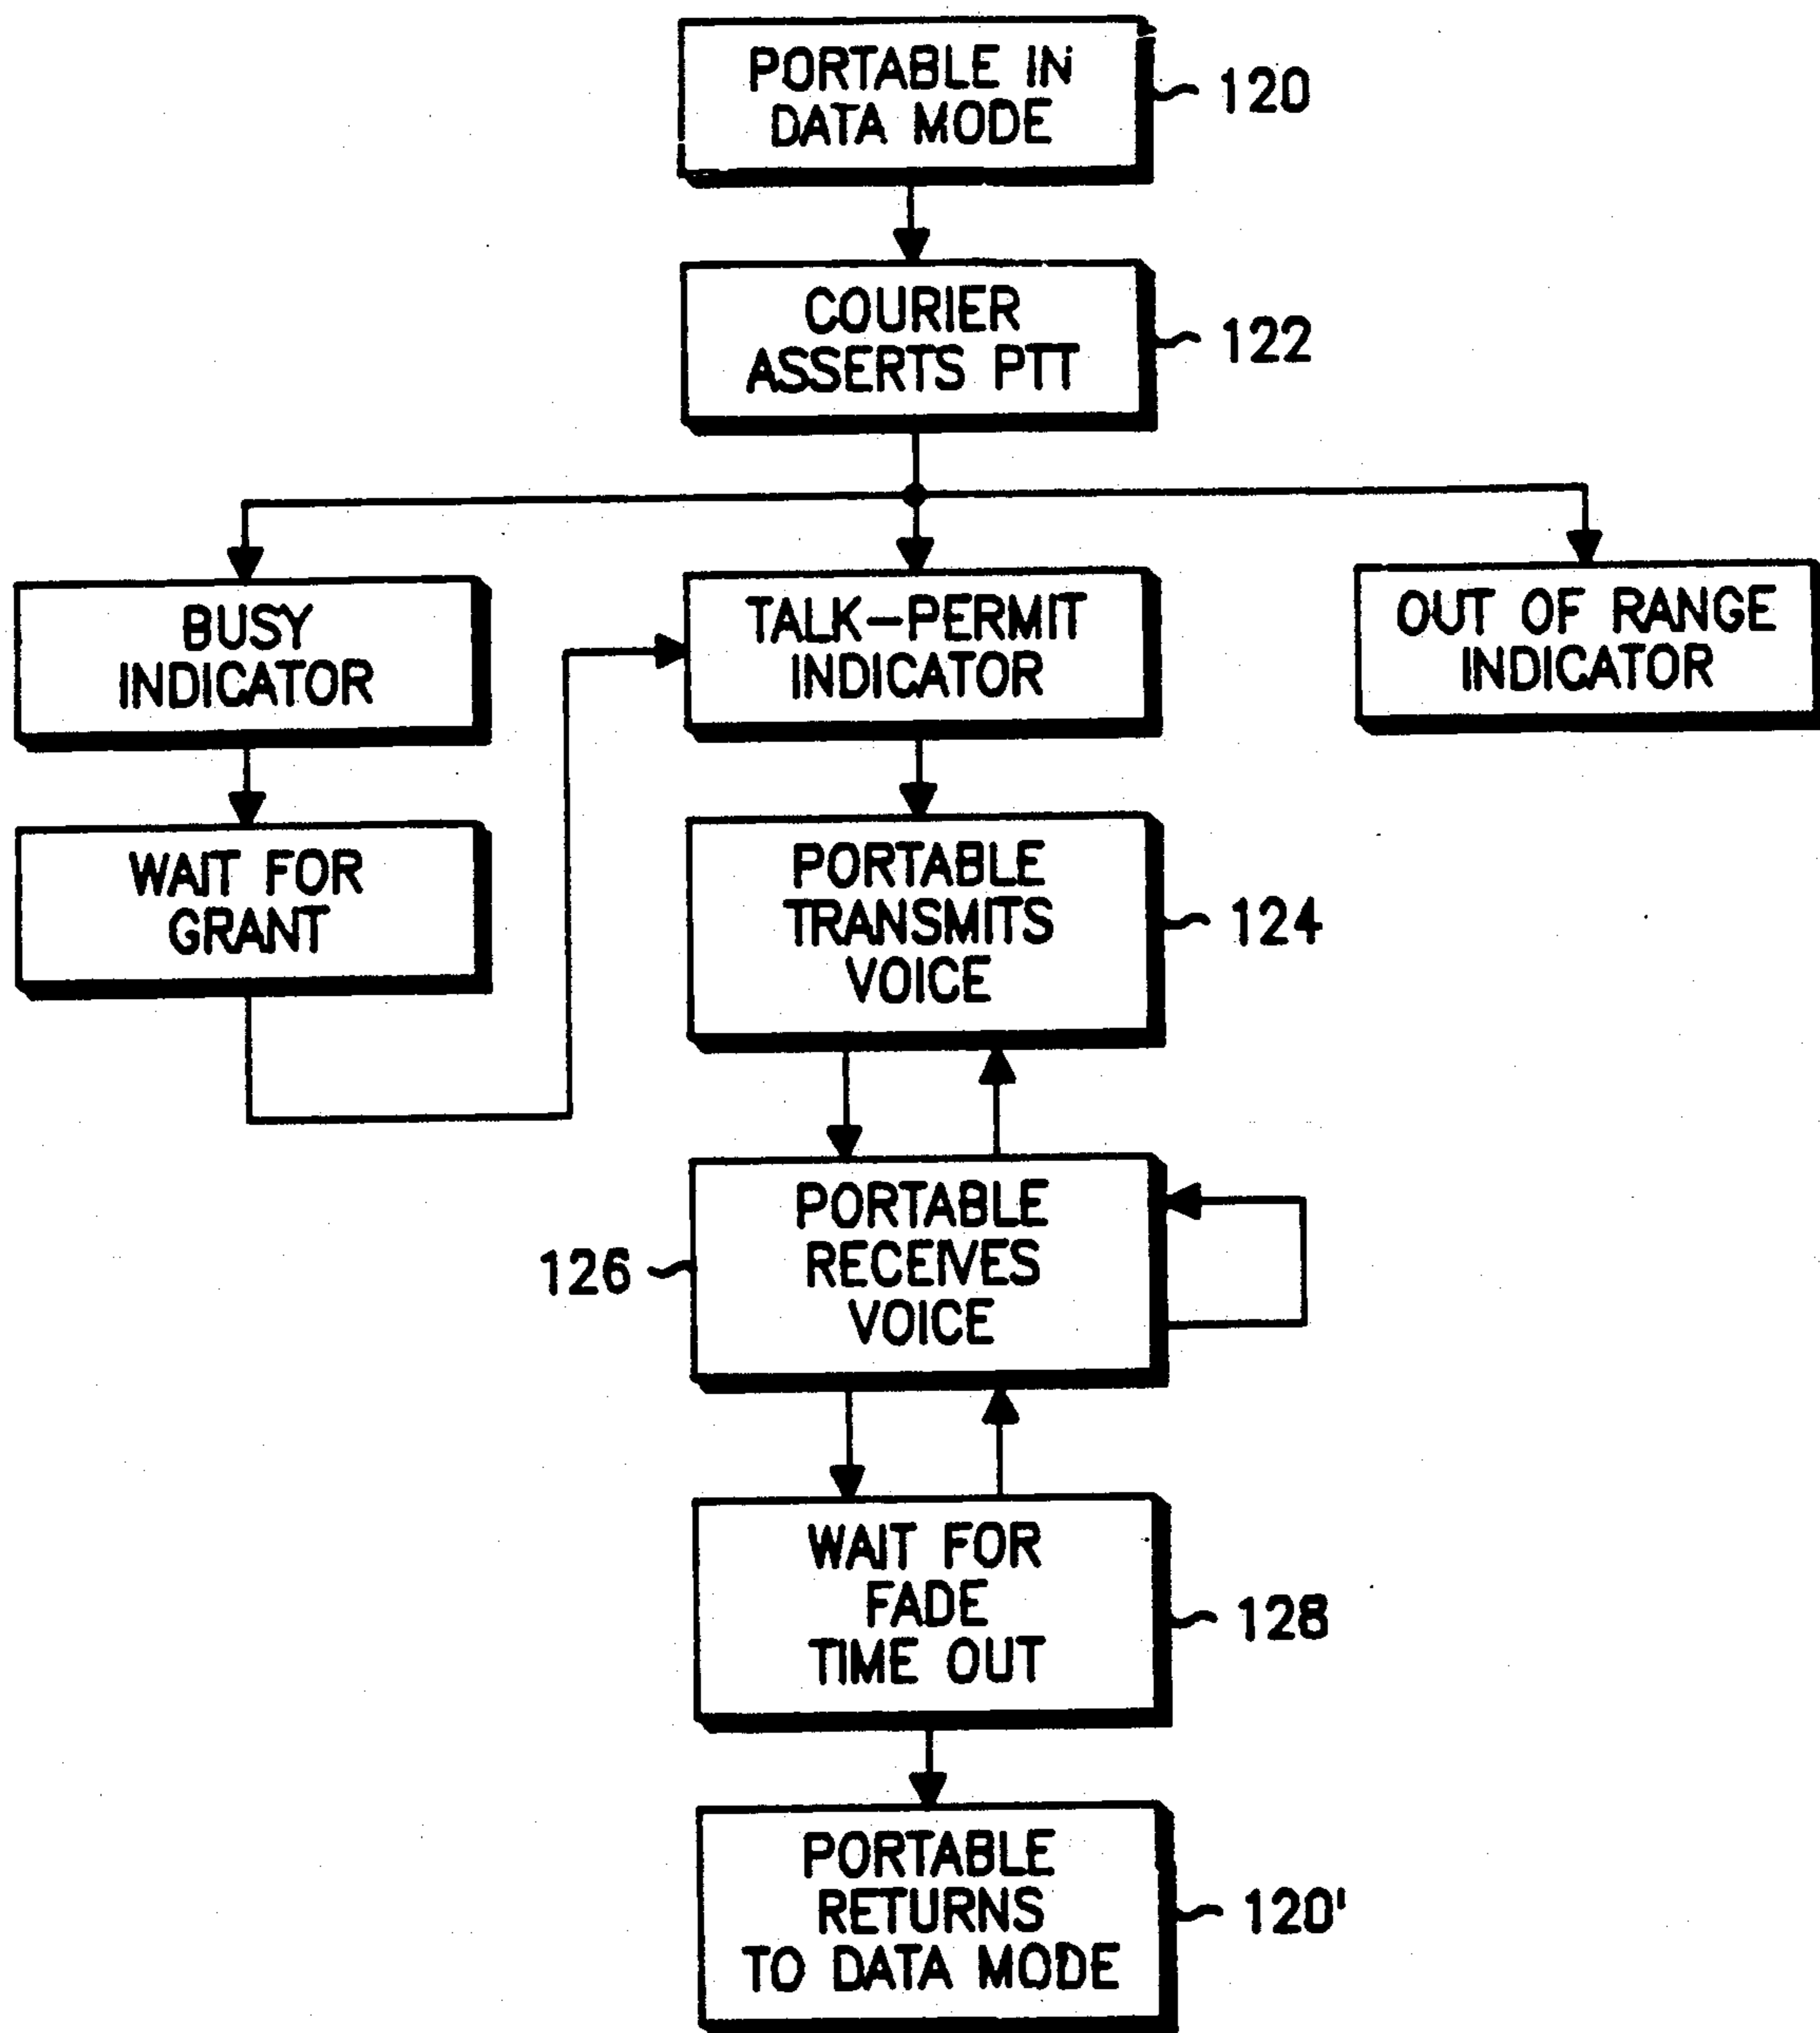 PORTABLE IN
DATA MODE
120
COURIER
ASSERTS PTT
122
BUSY
INDICATOR
TALK-PERMIT
INDICATOR
OUT OF RANGE
INDICATOR
WAIT FOR
GRANT
PORTABLE
TRANSMITS
VOICE
124
126
PORTABLE
RECEIVES
VOICE
WAIT FOR
FADE
TIME OUT
128
PORTABLE
RETURNS
TO DATA MODE
120'